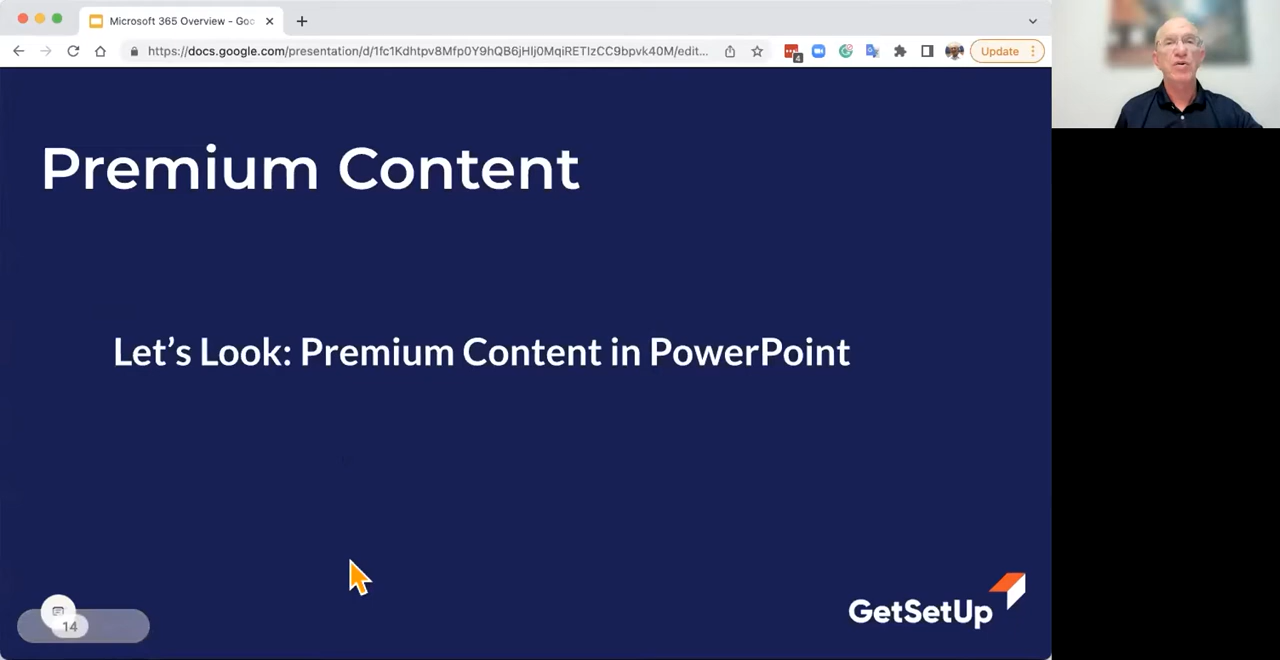 Microsoft 365 Overview - Goo
https://docs.google.com/presentation/d/1fc1Kdhtpv8Mfp0Y9hQB6jHIj0MqiRETIzCC9bpvk40M/edit...
4
Update
Premium Content
Let's Look: Premium Content in PowerPoint
14
GetSetUp